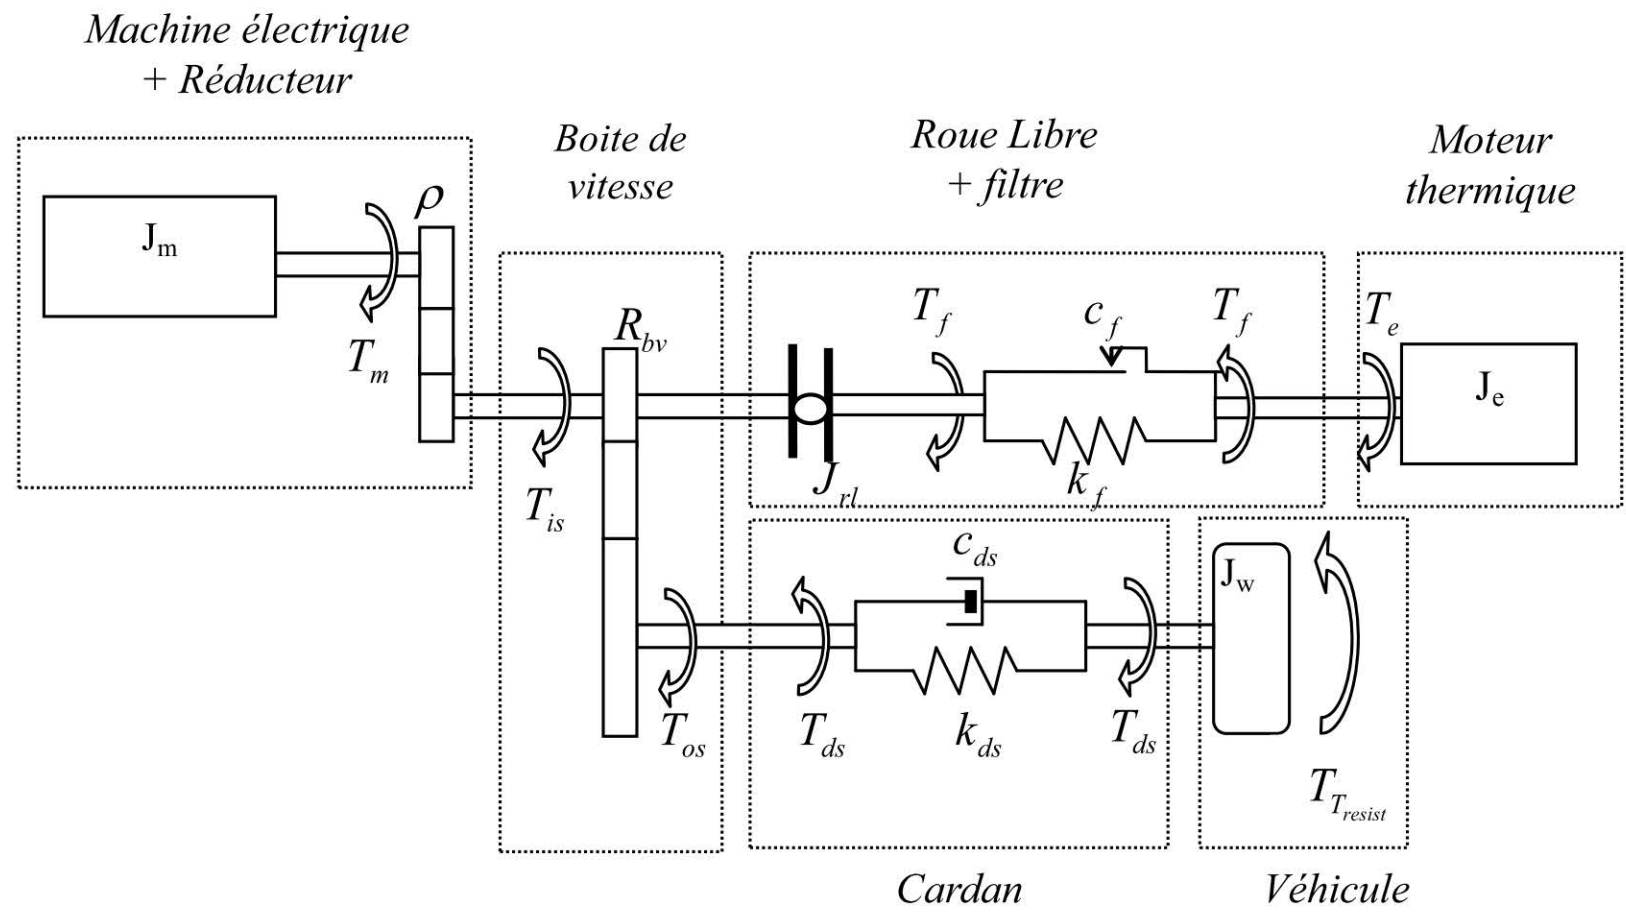 Machine électrique
+ Réducteur
Boite de
vitesse
Roue Libre
+ filtre
Moteur
thermique
J_m
ρ
T_m
R_bv
T_is
T_f
c_f
T_f
T_e
J_e
J_rl
k_f
c_ds
J_w
T_os
T_ds
k_ds
T_ds
T_T_resist
Cardan
Véhicule